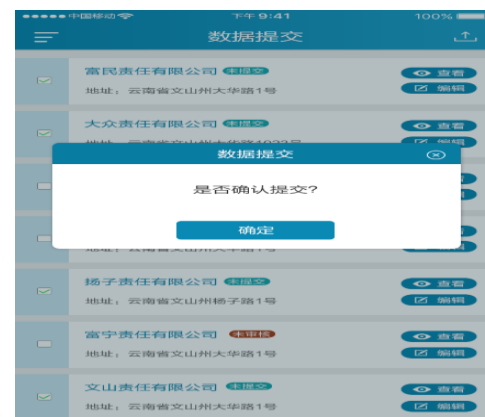 中国移动 下午 9:41 100%
数据提交
富民责任有限公司 未提交 查看
地址：云南省文山州大华路1号 编辑
大众责任有限公司 未提交 查看
数据提交
是否确认提交?
确定
扬子责任有限公司 未提交 查看
地址：云南省文山州杨子路1号 编辑
富宁责任有限公司 未审核 查看
地址：云南省文山州大华路1号 编辑
文山责任有限公司 未提交 查看
地址：云南省文山州大华路1号 编辑